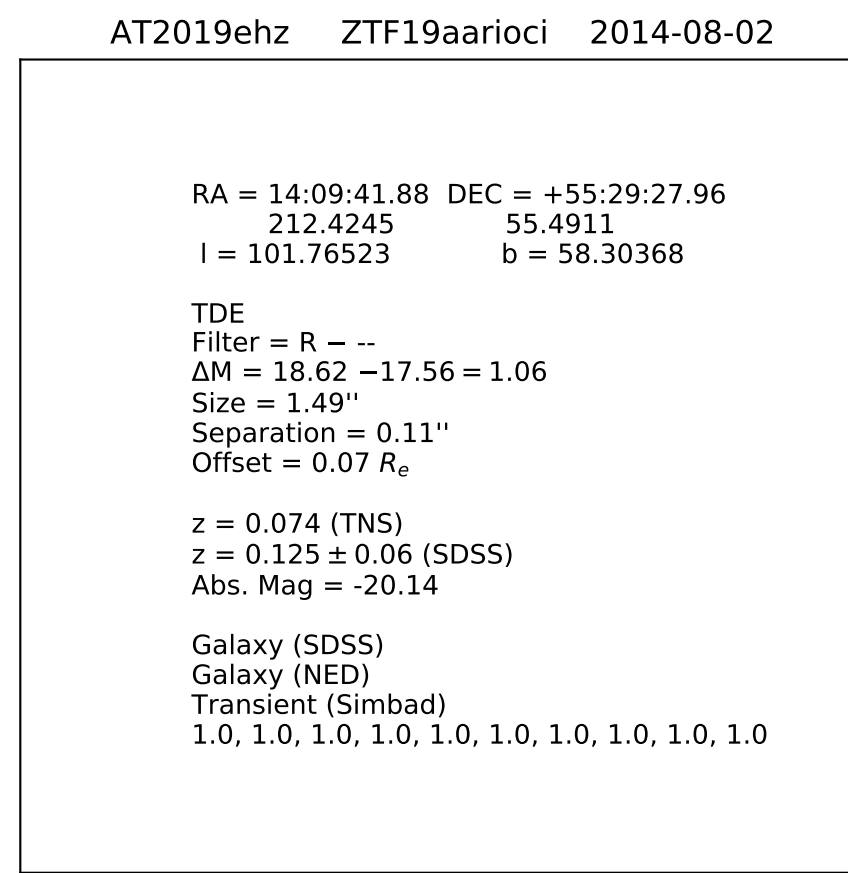 AT2019ehz ZTF19aarioci 2014-08-02
RA = 14:09:41.88 DEC = +55:29:27.96
212.4245 55.4911
l = 101.76523 b = 58.30368
TDE
Filter = R − --
ΔM = 18.62 −17.56 = 1.06
Size = 1.49''
Separation = 0.11''
Offset = 0.07 Rₑ
z = 0.074 (TNS)
z = 0.125 ± 0.06 (SDSS)
Abs. Mag = -20.14
Galaxy (SDSS)
Galaxy (NED)
Transient (Simbad)
1.0, 1.0, 1.0, 1.0, 1.0, 1.0, 1.0, 1.0, 1.0, 1.0